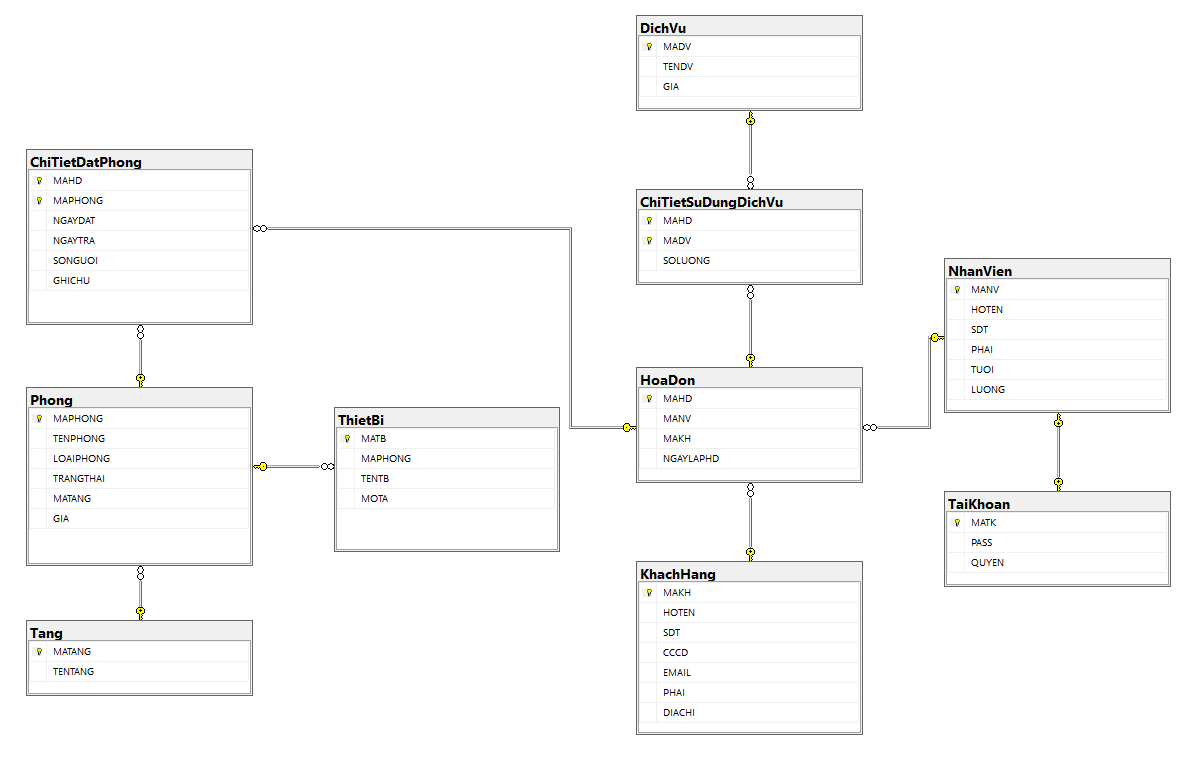 DichVu
MADV
TENDV
GIA
ChiTietDatPhong
MAHD
MAPHONG
NGAYDAT
NGAYTRA
SONGUOI
GHICHU
ChiTietSuDungDichVu
MAHD
MADV
SOLUONG
NhanVien
MANV
HOTEN
SDT
PHAI
TUOI
LUONG
HoaDon
MAHD
MANV
MAKH
NGAYLAPHD
Phong
MAPHONG
TENPHONG
LOAIPHONG
TRANGTHAI
MATANG
GIA
ThietBi
MATB
MAPHONG
TENTB
MOTA
TaiKhoan
MATK
PASS
QUYEN
KhachHang
MAKH
HOTEN
SDT
CCCD
EMAIL
PHAI
DIACHI
Tang
MATANG
TENTANG